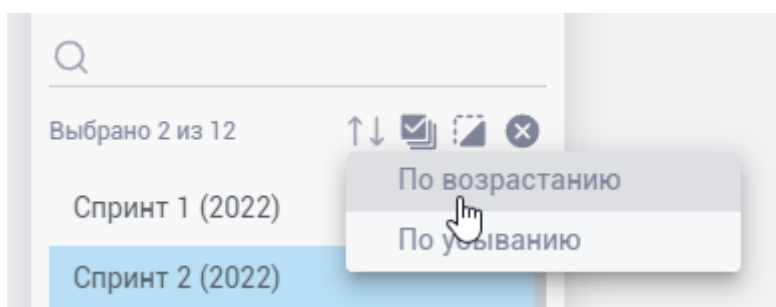 Выбрано 2 из 12
По возрастанию
Спринт 1 (2022)
По убыванию
Спринт 2 (2022)